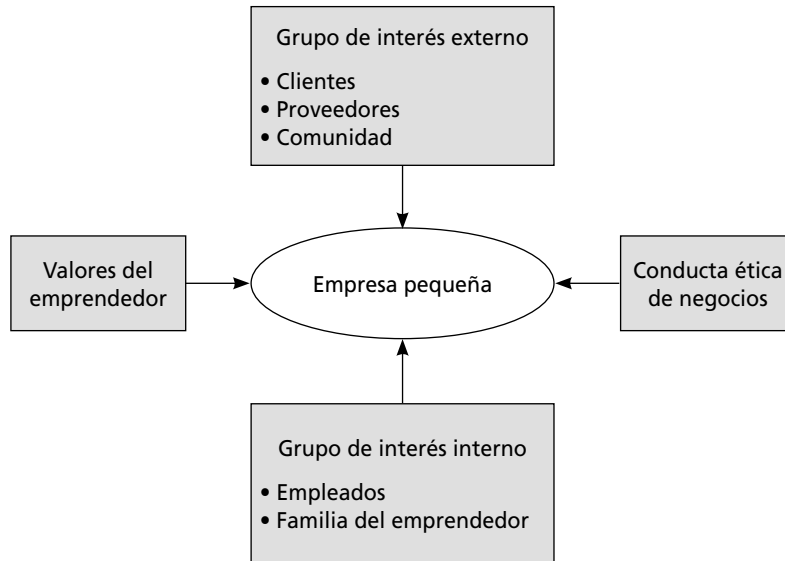 Grupo de interés externo
• Clientes
• Proveedores
• Comunidad
Valores del
emprendedor
Empresa pequeña
Conducta ética
de negocios
Grupo de interés interno
• Empleados
• Familia del emprendedor